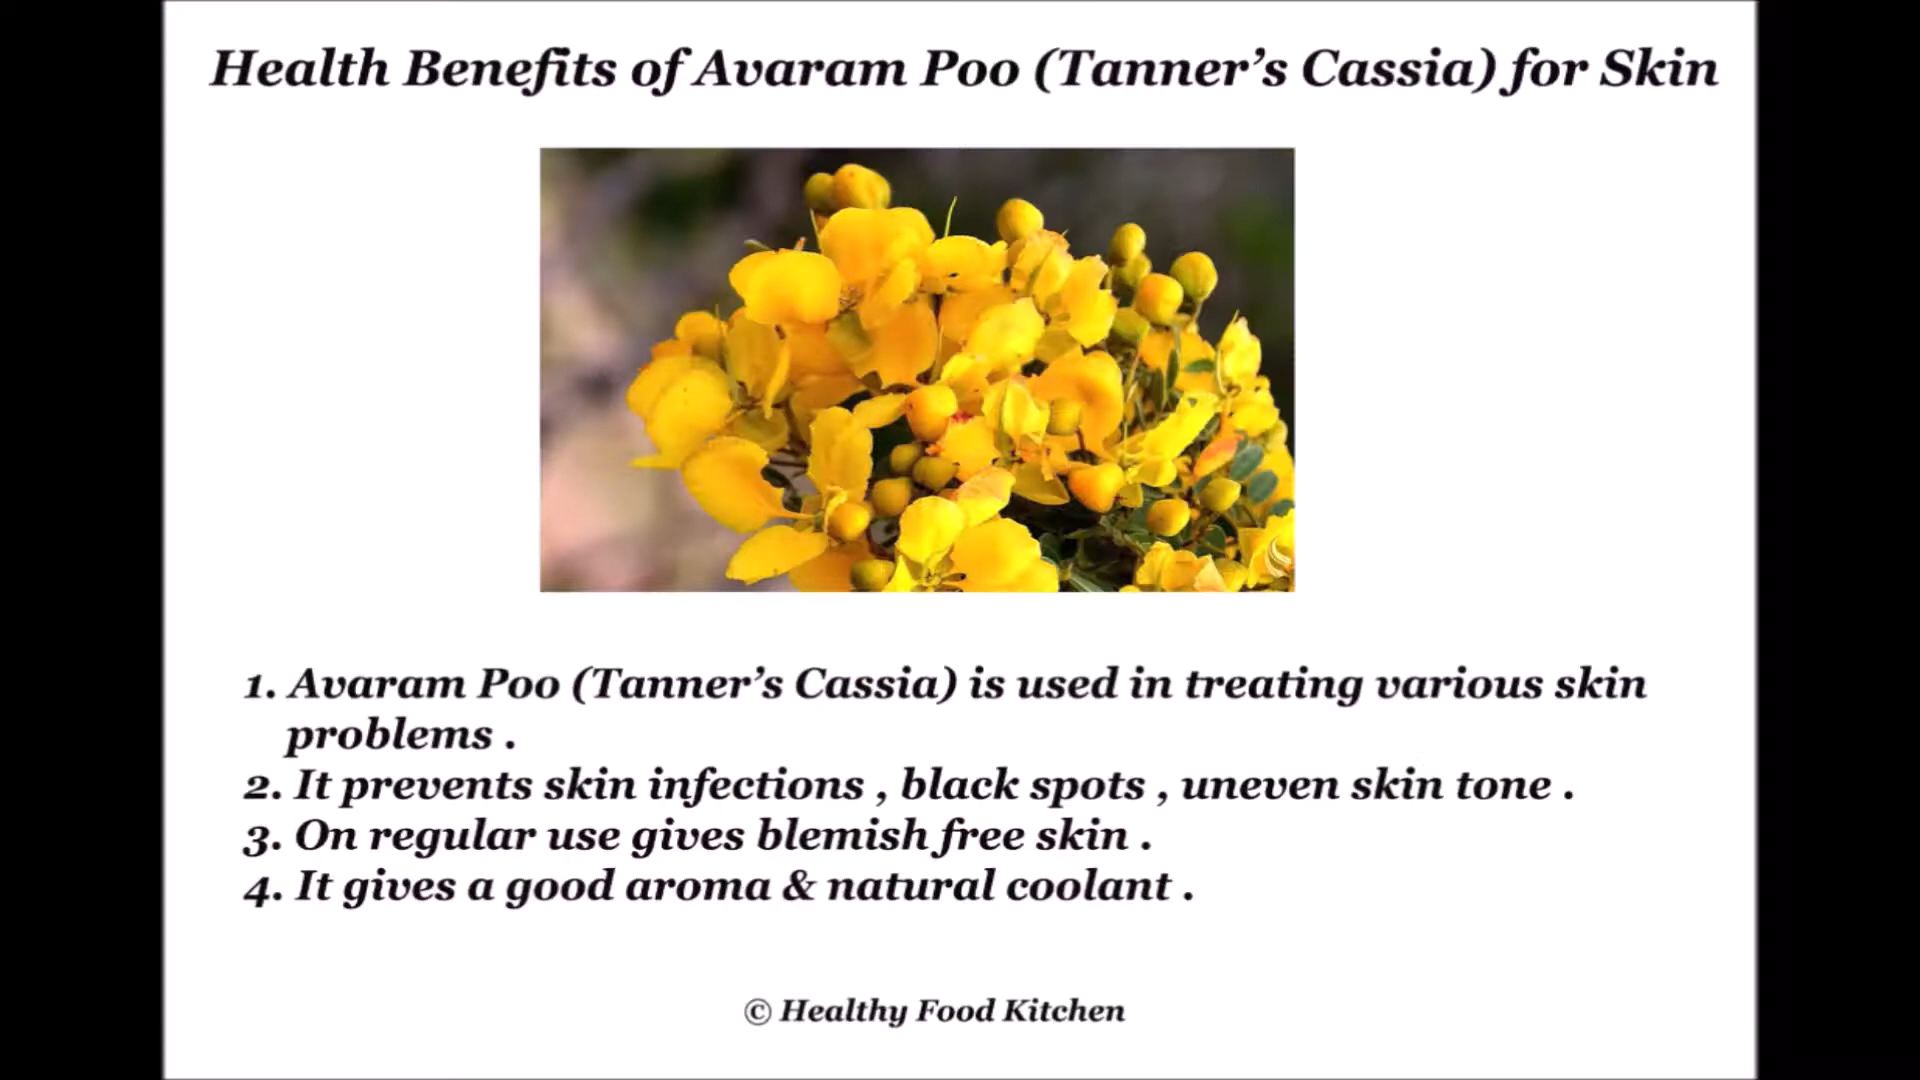 Health Benefits of Avaram Poo (Tanner’s Cassia) for Skin
1. Avaram Poo (Tanner’s Cassia) is used in treating various skin
problems .
2. It prevents skin infections , black spots , uneven skin tone .
3. On regular use gives blemish free skin .
4. It gives a good aroma & natural coolant .
© Healthy Food Kitchen